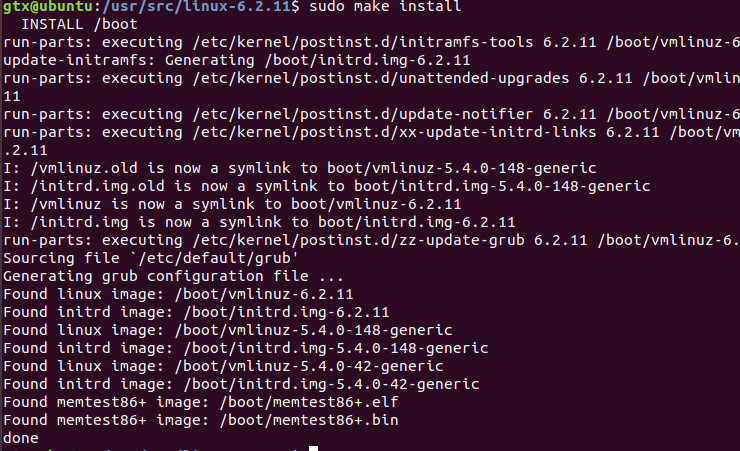 gtx@ubuntu:/usr/src/linux-6.2.11$ sudo make install
INSTALL /boot
run-parts: executing /etc/kernel/postinst.d/initramfs-tools 6.2.11 /boot/vmlinuz-6
update-initramfs: Generating /boot/initrd.img-6.2.11
run-parts: executing /etc/kernel/postinst.d/unattended-upgrades 6.2.11 /boot/vmlin
11
run-parts: executing /etc/kernel/postinst.d/update-notifier 6.2.11 /boot/vmlinuz-6
run-parts: executing /etc/kernel/postinst.d/xx-update-initrd-links 6.2.11 /boot/vm
.2.11
I: /vmlinuz.old is now a symlink to boot/vmlinuz-5.4.0-148-generic
I: /initrd.img.old is now a symlink to boot/initrd.img-5.4.0-148-generic
I: /vmlinuz is now a symlink to boot/vmlinuz-6.2.11
I: /initrd.img is now a symlink to boot/initrd.img-6.2.11
run-parts: executing /etc/kernel/postinst.d/zz-update-grub 6.2.11 /boot/vmlinuz-6.
Sourcing file `/etc/default/grub'
Generating grub configuration file ...
Found linux image: /boot/vmlinuz-6.2.11
Found initrd image: /boot/initrd.img-6.2.11
Found linux image: /boot/vmlinuz-5.4.0-148-generic
Found initrd image: /boot/initrd.img-5.4.0-148-generic
Found linux image: /boot/vmlinuz-5.4.0-42-generic
Found initrd image: /boot/initrd.img-5.4.0-42-generic
Found memtest86+ image: /boot/memtest86+.elf
Found memtest86+ image: /boot/memtest86+.bin
done